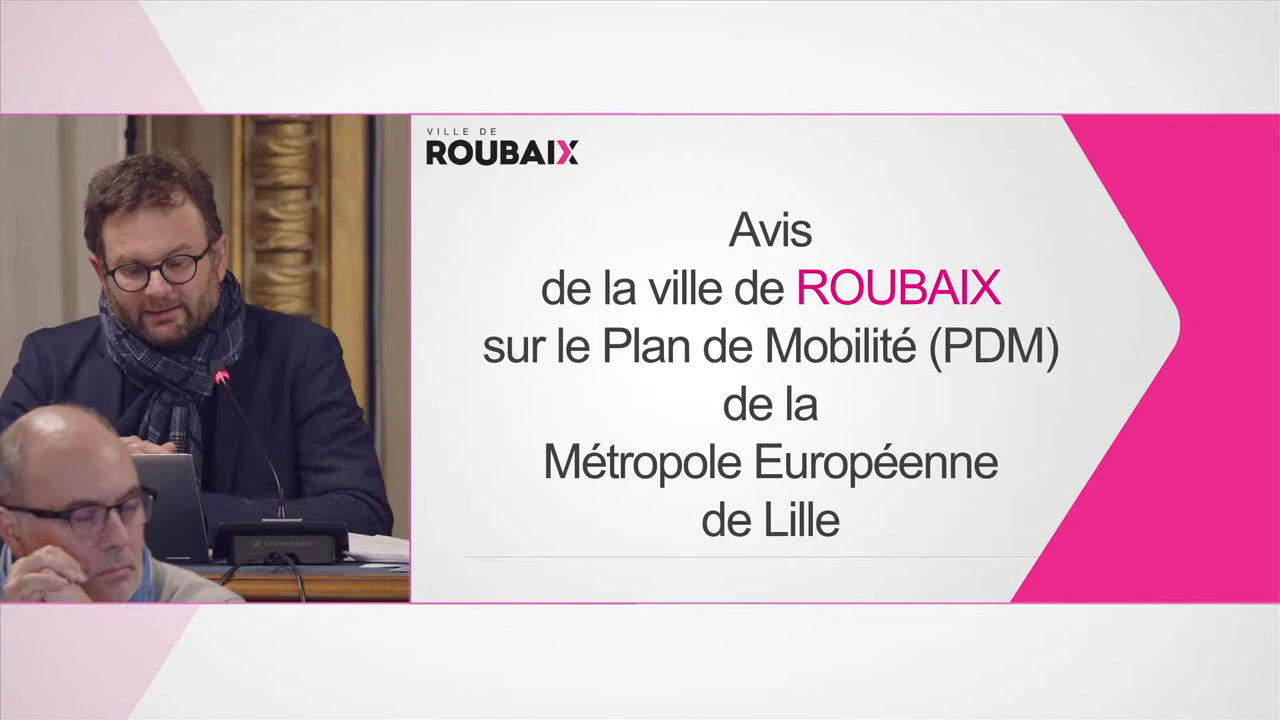 VILLE DE
ROUBAIX
Avis
de la ville de ROUBAIX
sur le Plan de Mobilité (PDM)
de la
Métropole Européenne
de Lille